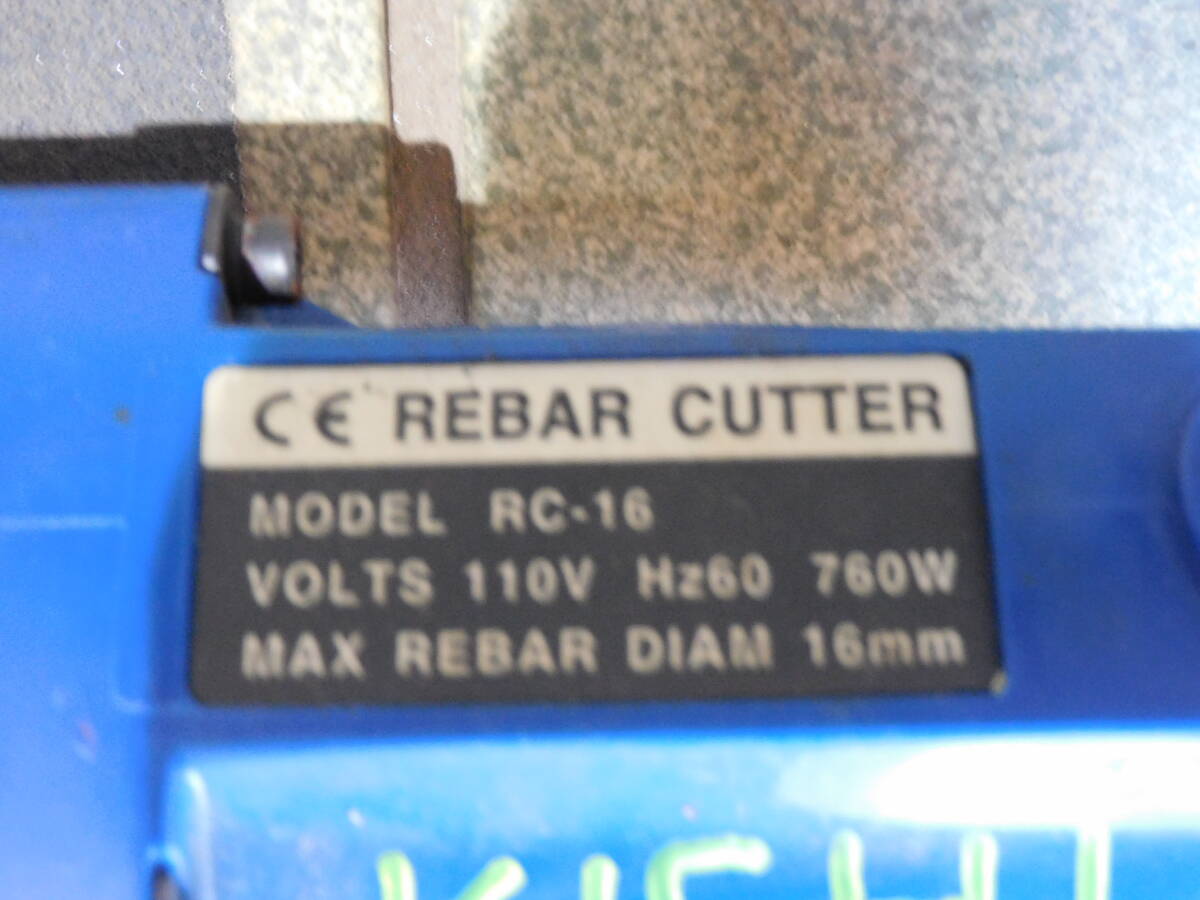 CE REBAR CUTTER
MODEL RC-16
VOLTS 110V Hz60 760W
MAX REBAR DIAM 16mm